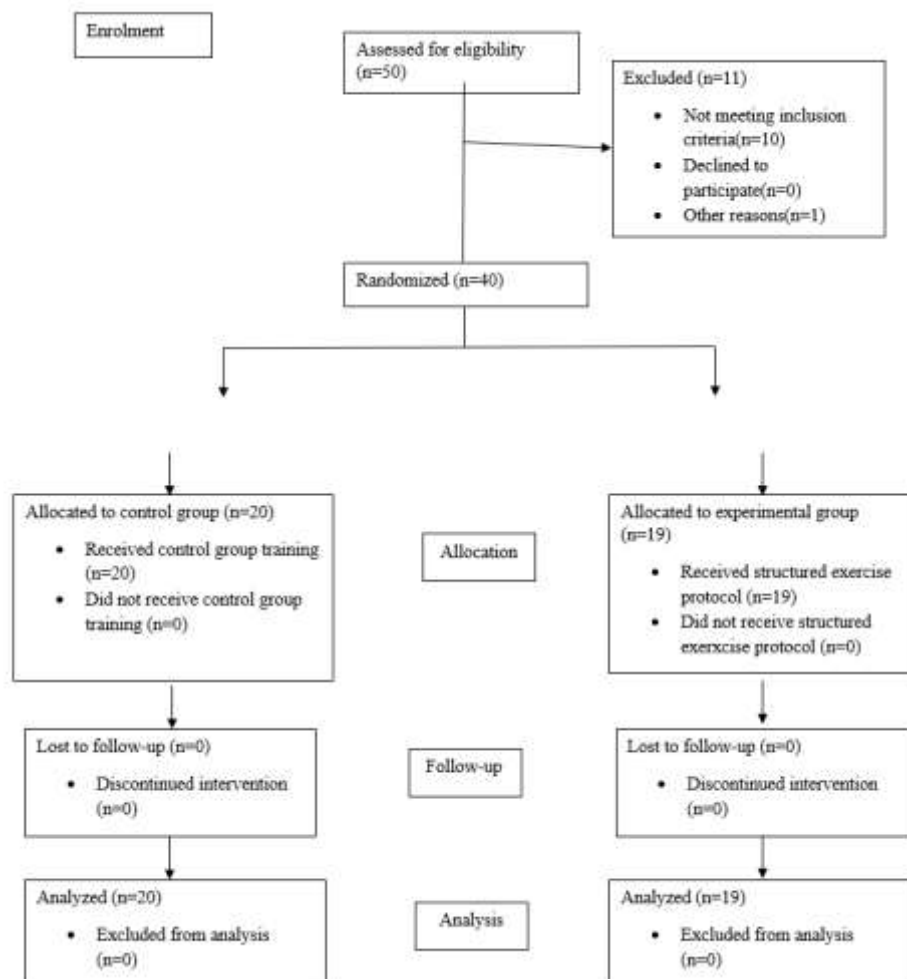 Enrolment
Assessed for eligibility
(n=50)
Excluded (n=11)
• Not meeting inclusion
criteria(n=10)
• Declined to
participate(n=0)
• Other reasons(n=1)
Randomized (n=40)
Allocated to control group (n=20)
• Received control group training
(n=20)
• Did not receive control group
training (n=0)
Allocation
Allocated to experimental group
(n=19)
• Received structured exercise
protocol (n=19)
• Did not receive structured
exerxcise protocol (n=0)
Lost to follow-up (n=0)
• Discontinued intervention
(n=0)
Follow-up
Lost to follow-up (n=0)
• Discontinued intervention
(n=0)
Analyzed (n=20)
• Excluded from analysis
(n=0)
Analysis
Analyzed (n=19)
• Excluded from analysis
(n=0)